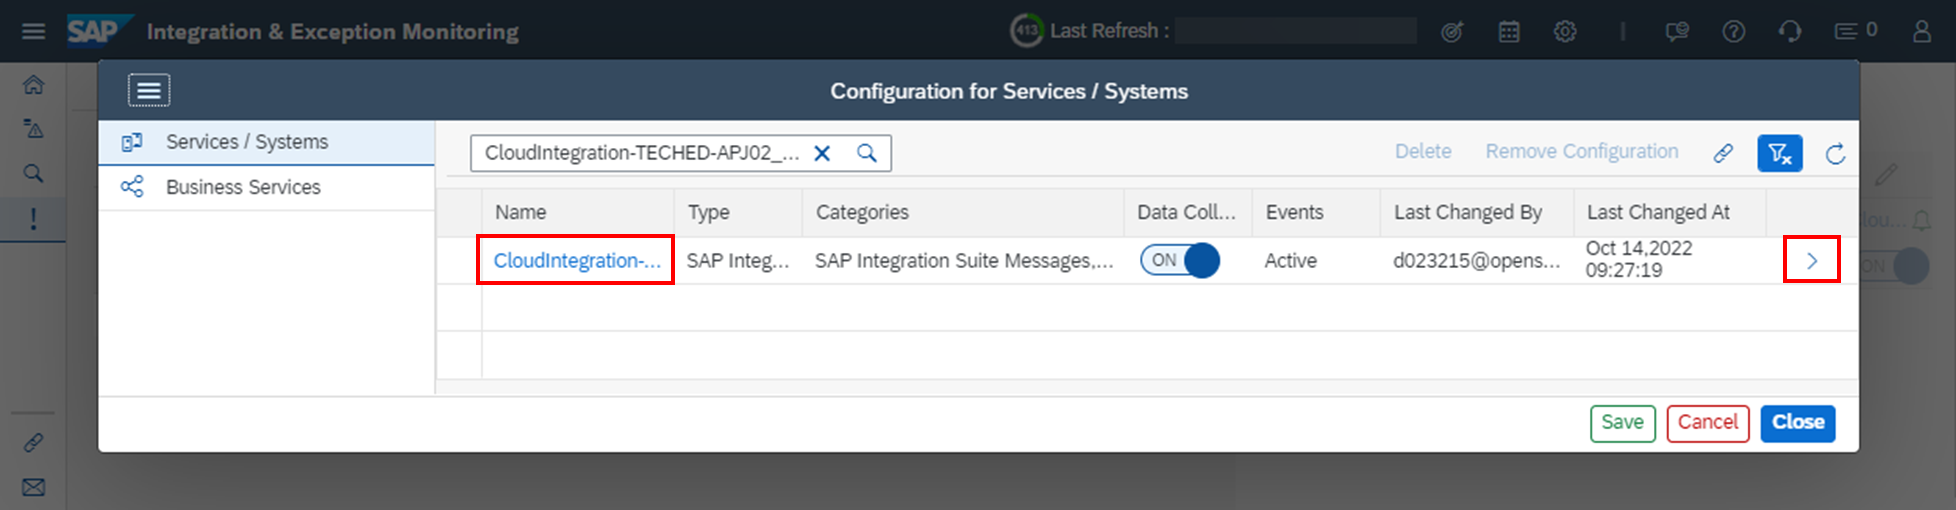 SAP Integration & Exception Monitoring 413 Last Refresh : 0
Configuration for Services / Systems
Services / Systems
Business Services
CloudIntegration-TECHED-APJ02_... Delete Remove Configuration
Name Type Categories Data Coll... Events Last Changed By Last Changed At
CloudIntegration-... SAP Integ... SAP Integration Suite Messages,... ON Active d023215@opens... Oct 14,2022
09:27:19
Save Cancel Close
lou...
ON